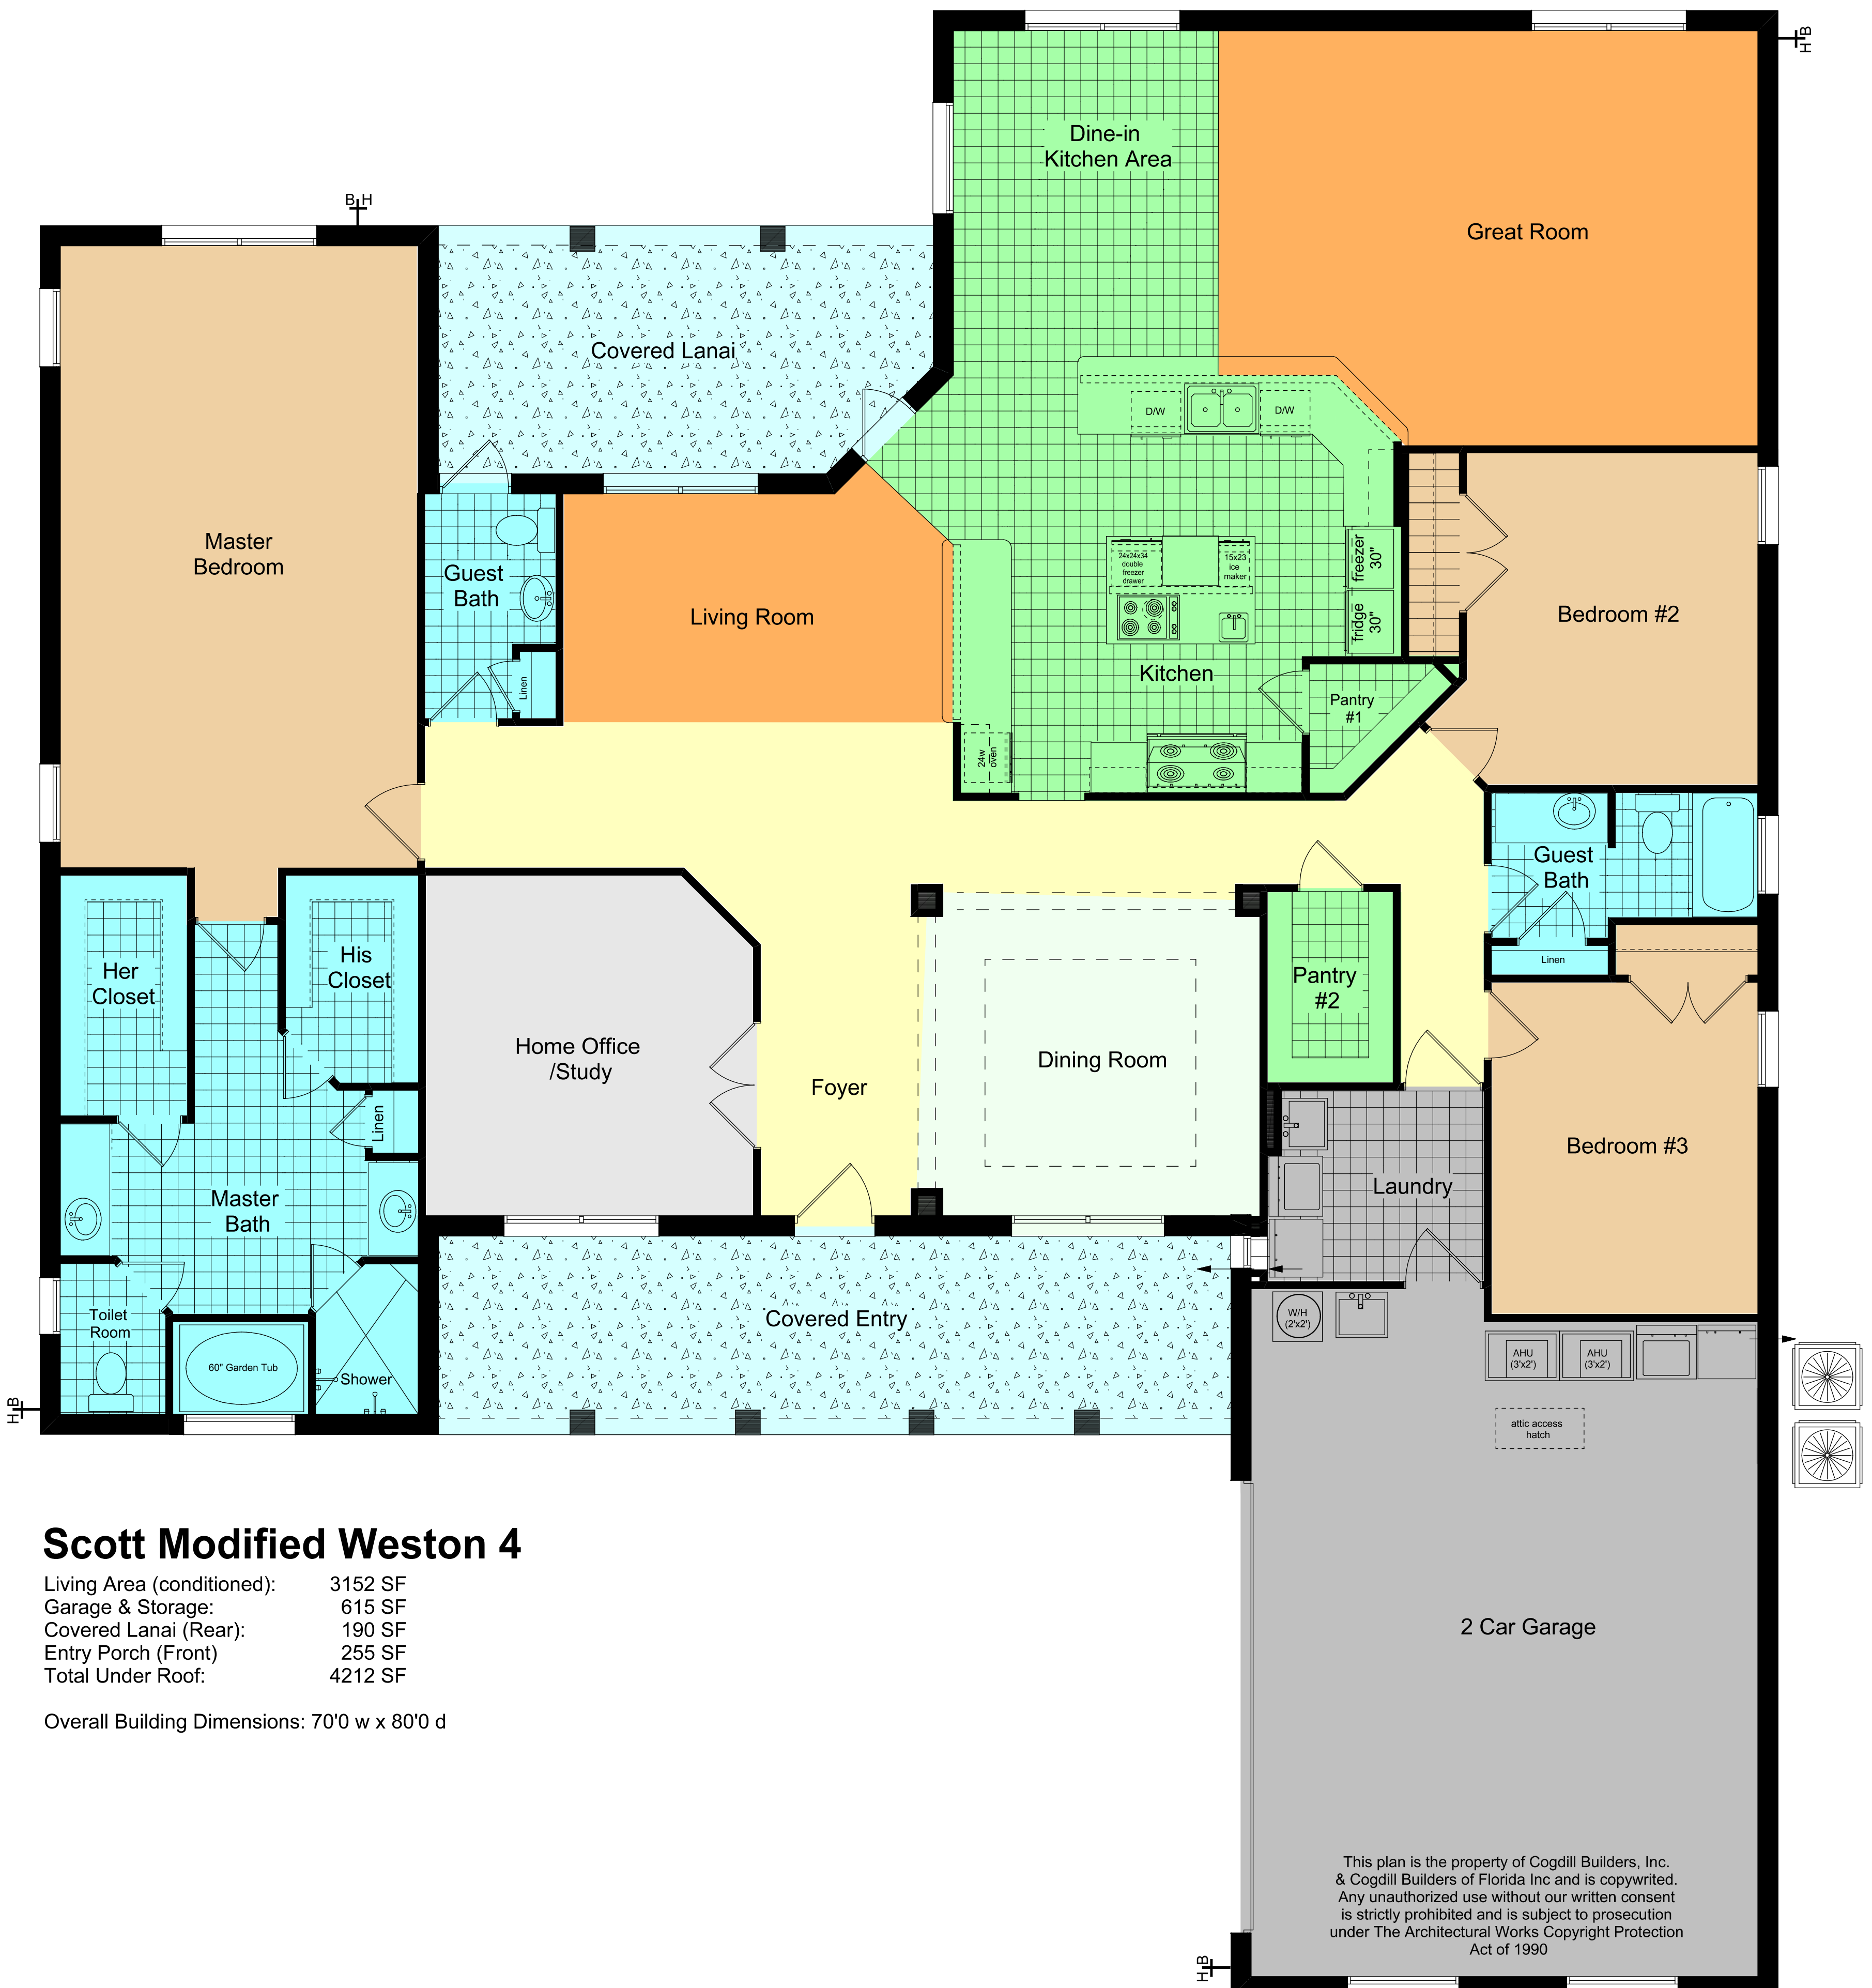 H B
Dine-in
Kitchen Area
Great Room
B H
Covered Lanai
D/W
D/W
Master
Bedroom
Guest
Bath
Linen
Living Room
24x24x34
double
freezer
drawer
15x23
ice
maker
freezer
30"
fridge
30"
Kitchen
Pantry
#1
24w
oven
Bedroom #2
Guest
Bath
Linen
Her
Closet
His
Closet
Linen
Home Office
/Study
Foyer
Dining Room
Pantry
#2
Laundry
Bedroom #3
Master
Bath
Toilet
Room
60" Garden Tub
Shower
H B
Covered Entry
W/H
(2'x2')
AHU
(3'x2')
AHU
(3'x2')
attic access
hatch
2 Car Garage
Scott Modified Weston 4
Living Area (conditioned): 3152 SF
Garage & Storage: 615 SF
Covered Lanai (Rear): 190 SF
Entry Porch (Front) 255 SF
Total Under Roof: 4212 SF
Overall Building Dimensions: 70'0 w x 80'0 d
This plan is the property of Cogdill Builders, Inc.
& Cogdill Builders of Florida Inc and is copywrited.
Any unauthorized use without our written consent
is strictly prohibited and is subject to prosecution
under The Architectural Works Copyright Protection
Act of 1990
H B